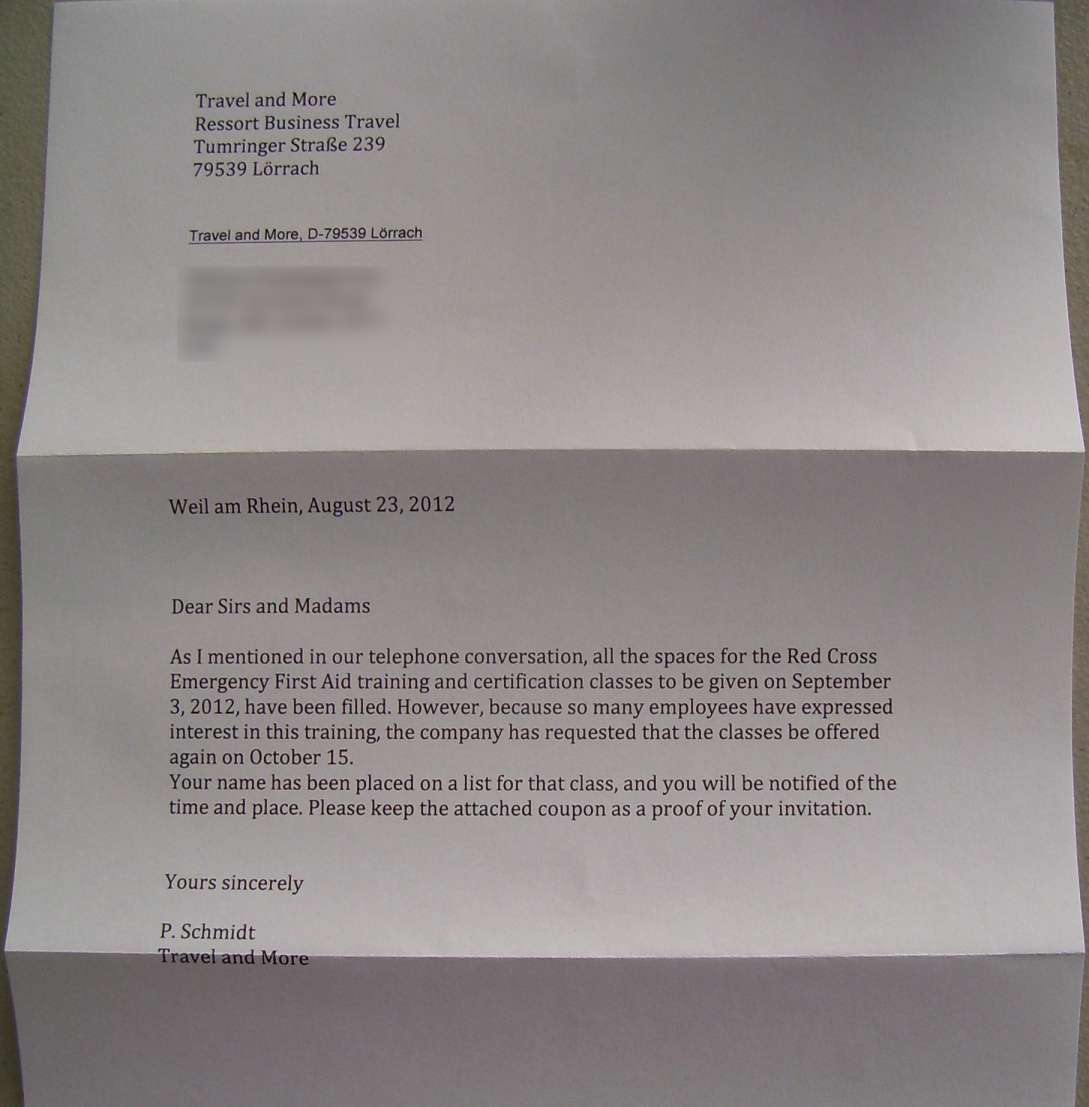 Travel and More
Ressort Business Travel
Tumringer Straße 239
79539 Lörrach
Travel and More, D-79539 Lörrach
Weil am Rhein, August 23, 2012
Dear Sirs and Madams
As I mentioned in our telephone conversation, all the spaces for the Red Cross
Emergency First Aid training and certification classes to be given on September
3, 2012, have been filled. However, because so many employees have expressed
interest in this training, the company has requested that the classes be offered
again on October 15.
Your name has been placed on a list for that class, and you will be notified of the
time and place. Please keep the attached coupon as a proof of your invitation.
Yours sincerely
P. Schmidt
Travel and More